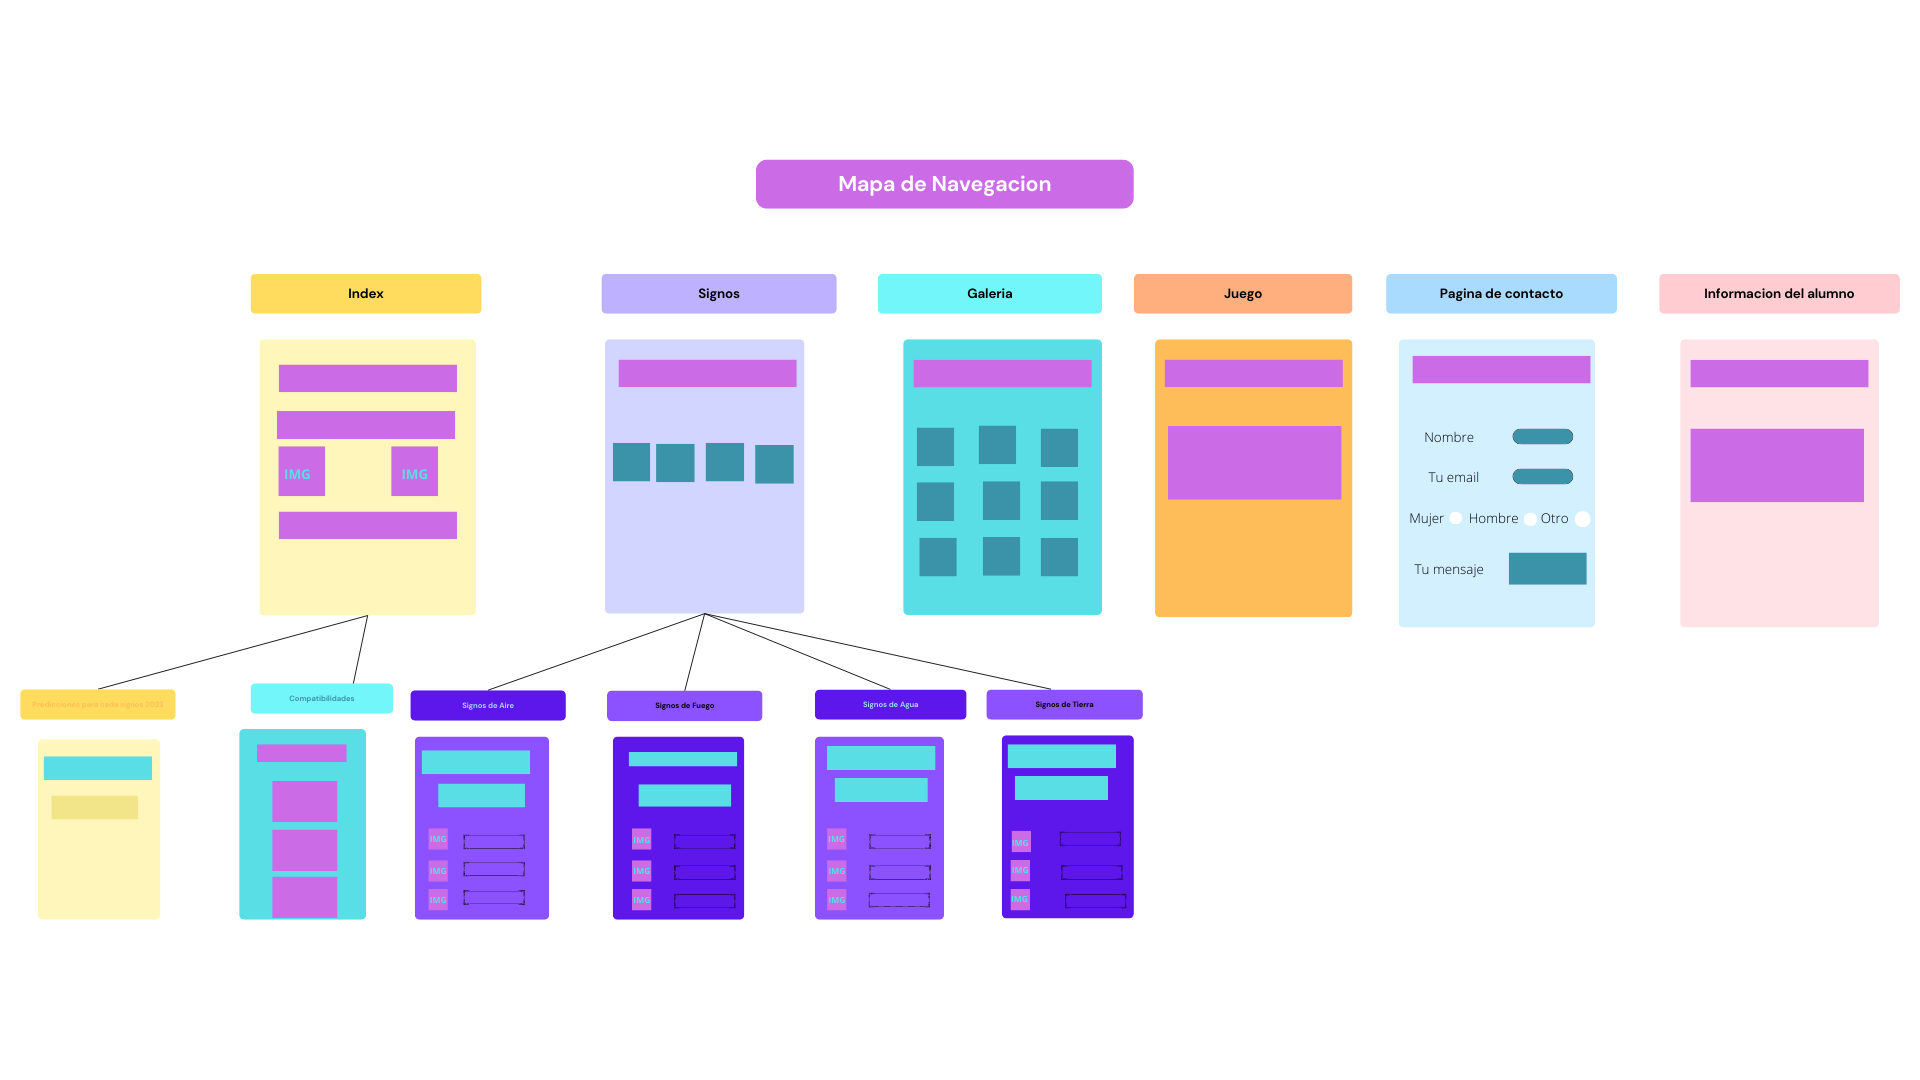 Mapa de Navegacion
Index
Signos
Galeria
Juego
Pagina de contacto
Informacion del alumno
IMG
IMG
Nombre
Tu email
Mujer
Hombre
Otro
Tu mensaje
Predicciones para cada signos 2023
Compatibilidades
Signos de Aire
Signos de Fuego
Signos de Agua
Signos de Tierra
IMG
IMG
IMG
IMG
IMG
IMG
IMG
IMG
IMG
IMG
IMG
IMG